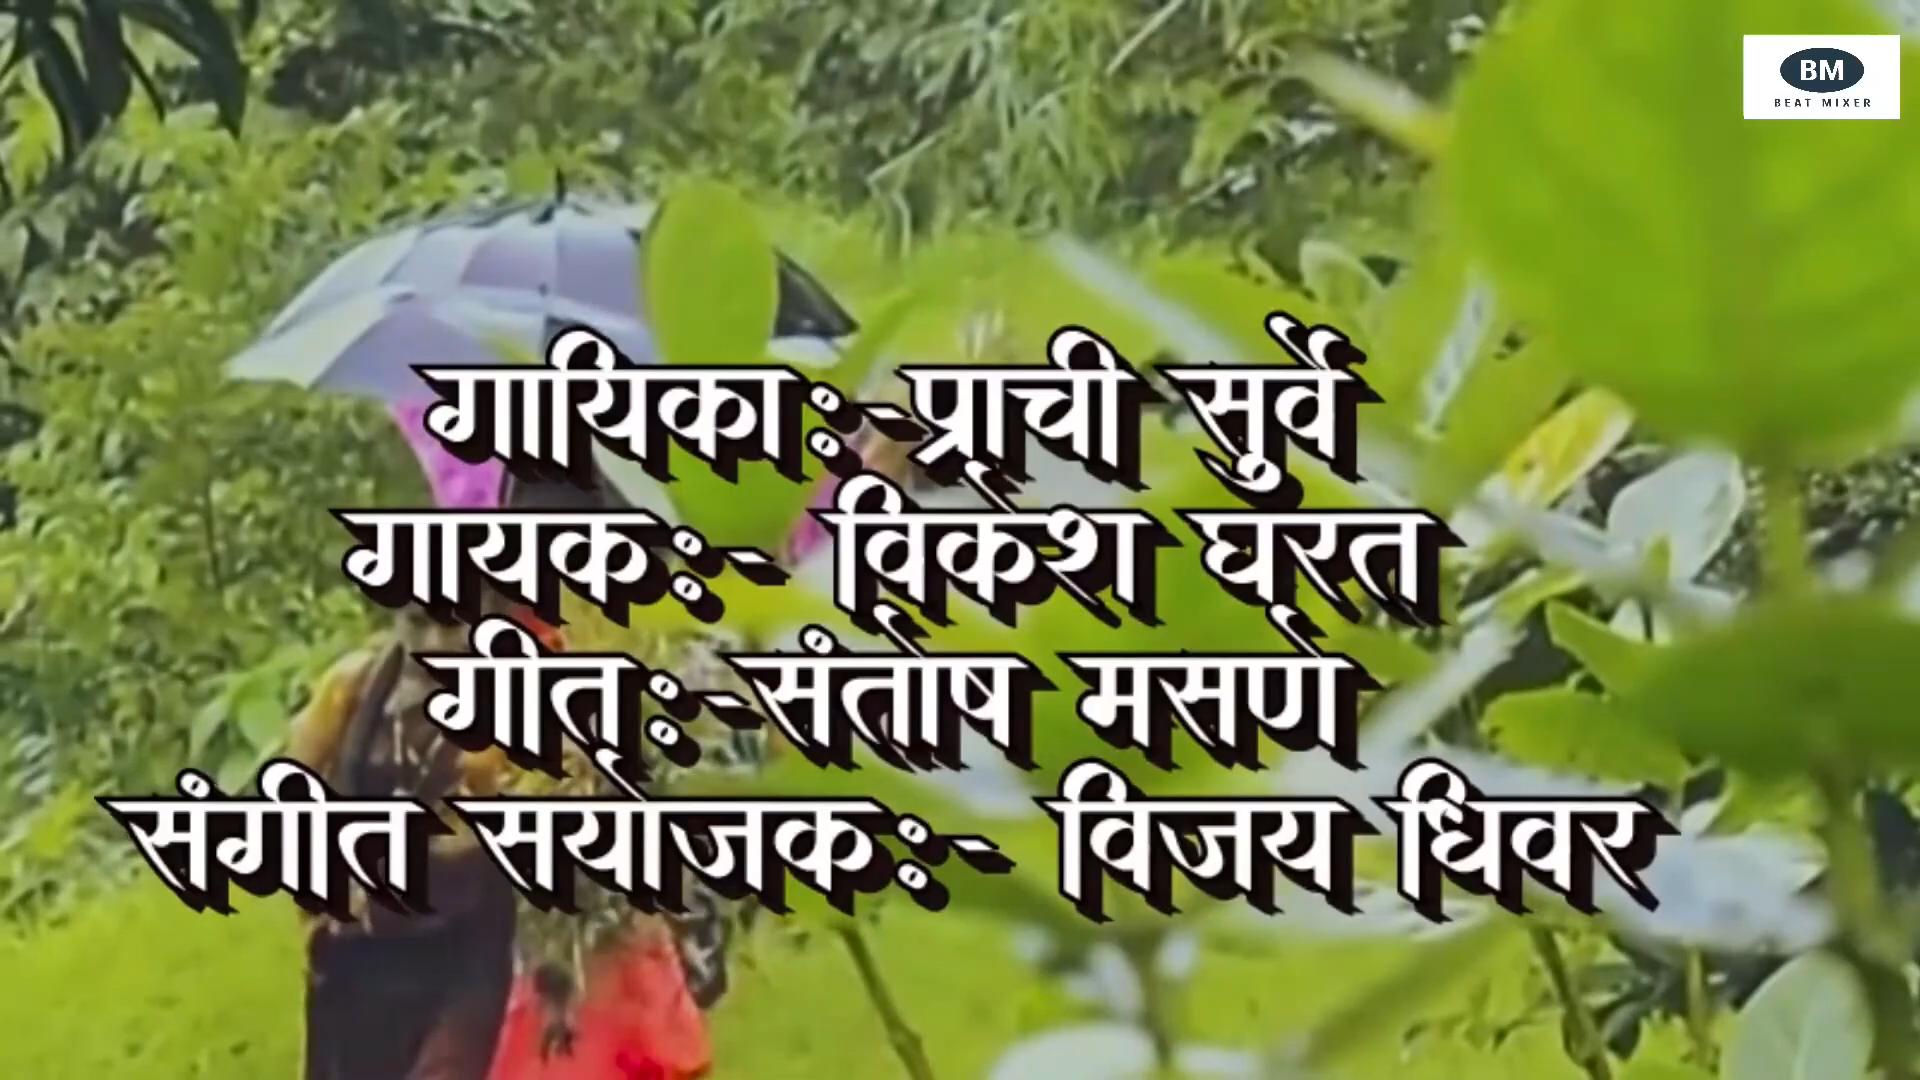 BM
BEAT MIXER
गायिका:-प्राची सुर्वे
गायक:- विकेश घरत
गीत:-संतोष मसणे
संगीत सयोजक:- विजय धिवर